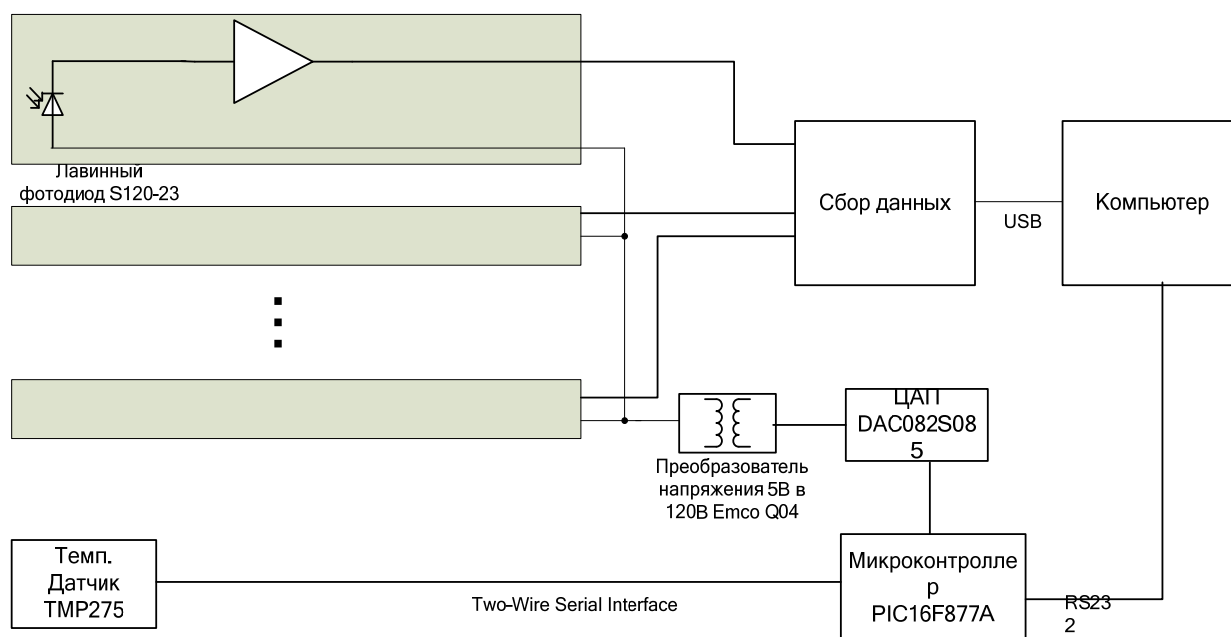 Лавинный
фотодиод S120-23
Сбор данных
USB
Компьютер
ЦАП
DAC082S08
5
Преобразователь
напряжения 5В в
120В Emco Q04
Темп.
Датчик
TMP275
Two-Wire Serial Interface
Микроконтролле
р
PIC16F877A
RS23
2